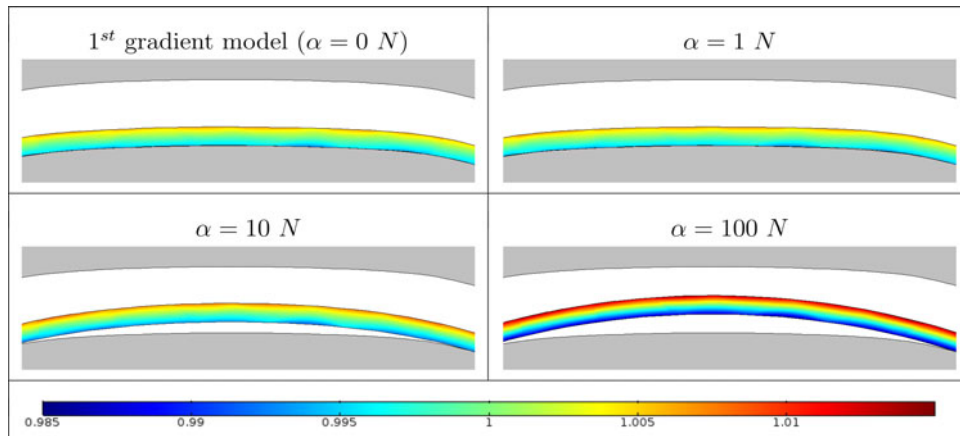 1st gradient model (α = 0 N)
α = 1 N
α = 10 N
α = 100 N
0.985 0.99 0.995 1 1.005 1.01